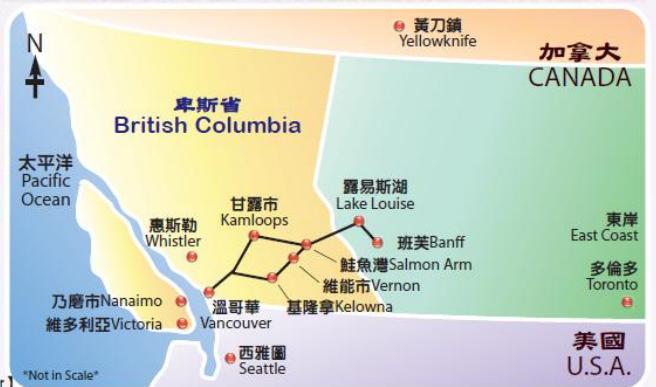 黃刀鎮
Yellowknife
N
加拿大
CANADA
卑斯省
British Columbia
太平洋
Pacific
Ocean
甘露市
Kamloops
露易斯湖
Lake Louise
惠斯勒
Whistler
班芙Banff
東岸
East Coast
鮭魚灣Salmon Arm
維能市Vernon
多倫多
Toronto
乃磨市Nanaimo
溫哥華
Vancouver
基隆拿Kelowna
維多利亞Victoria
西雅圖
Seattle
美國
U.S.A.
*Not in Scale*